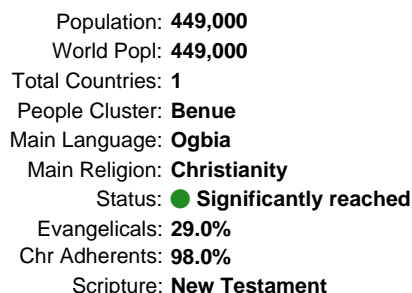 Population: 449,000
World Popl: 449,000
Total Countries: 1
People Cluster: Benue
Main Language: Ogbia
Main Religion: Christianity
Status: Significantly reached
Evangelicals: 29.0%
Chr Adherents: 98.0%
Scripture: New Testament